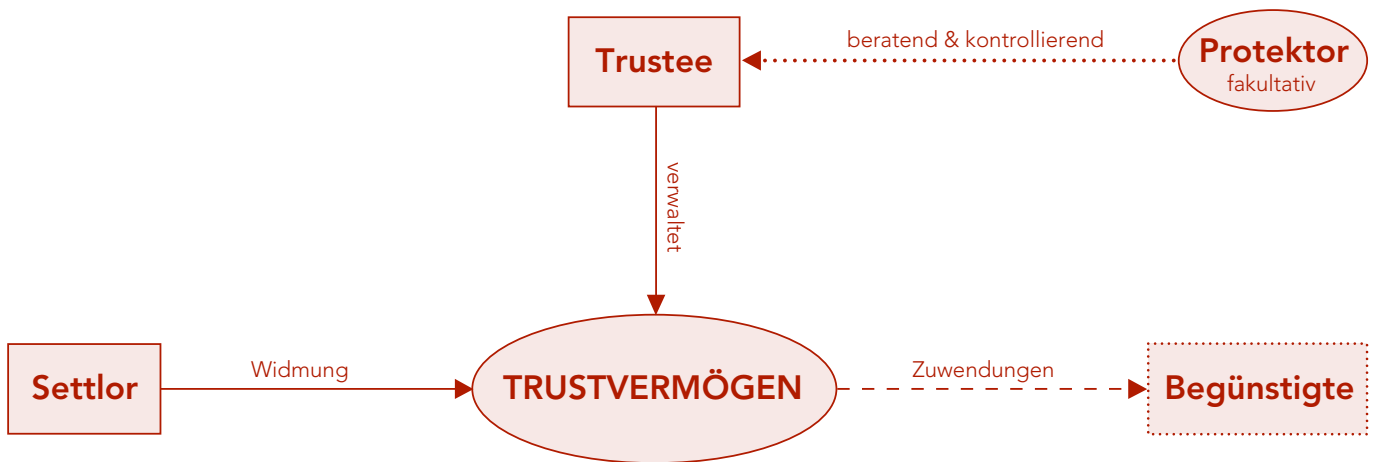 Trustee
beratend & kontrollierend
Protektor
fakultativ
verwaltet
Settlor
Widmung
TRUSTVERMÖGEN
Zuwendungen
Begünstigte